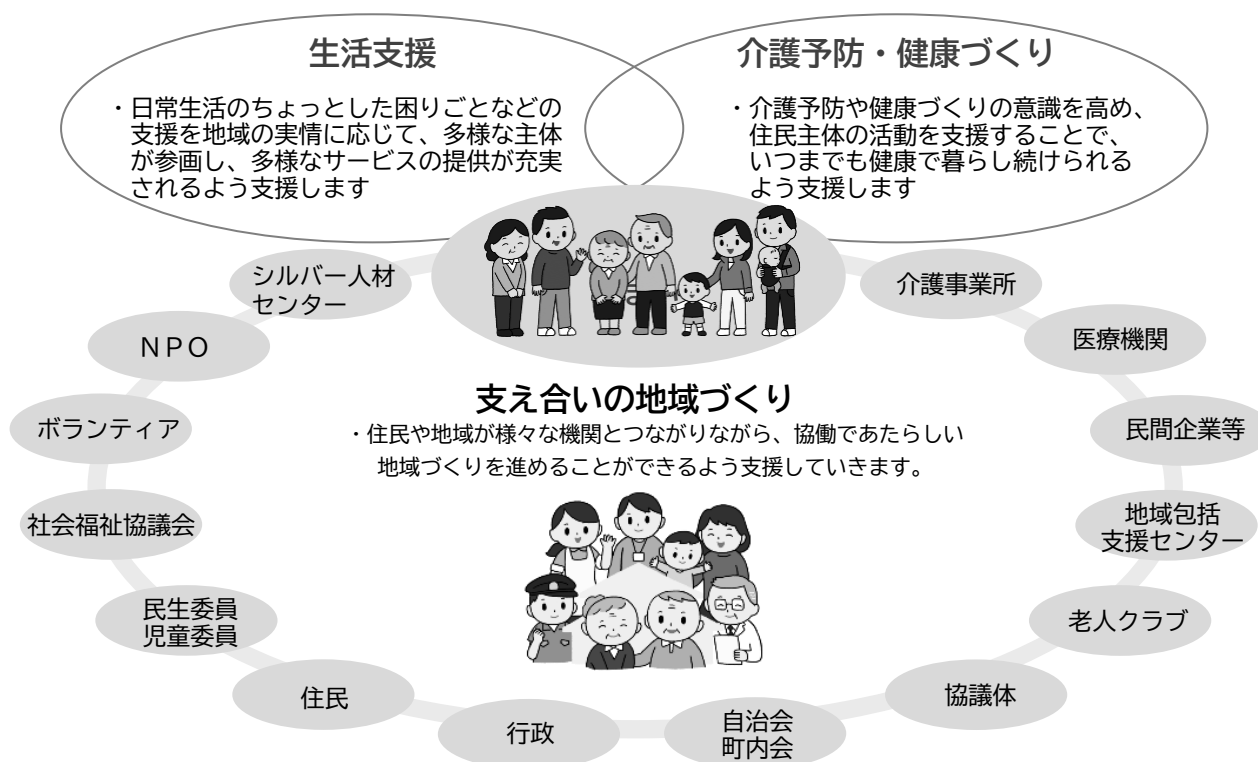 生活支援
・日常生活のちょっとした困りごとなどの
支援を地域の実情に応じて、多様な主体
が参画し、多様なサービスの提供が充実
されるよう支援します
介護予防・健康づくり
・介護予防や健康づくりの意識を高め、
住民主体の活動を支援することで、
いつまでも健康で暮らし続けられる
よう支援します
シルバー人材
センター
介護事業所
NPO
医療機関
支え合いの地域づくり
・住民や地域が様々な機関とつながりながら、協働であたらしい
地域づくりを進めることができるよう支援していきます。
ボランティア
民間企業等
社会福祉協議会
地域包括
支援センター
民生委員
児童委員
老人クラブ
住民
協議体
行政
自治会
町内会